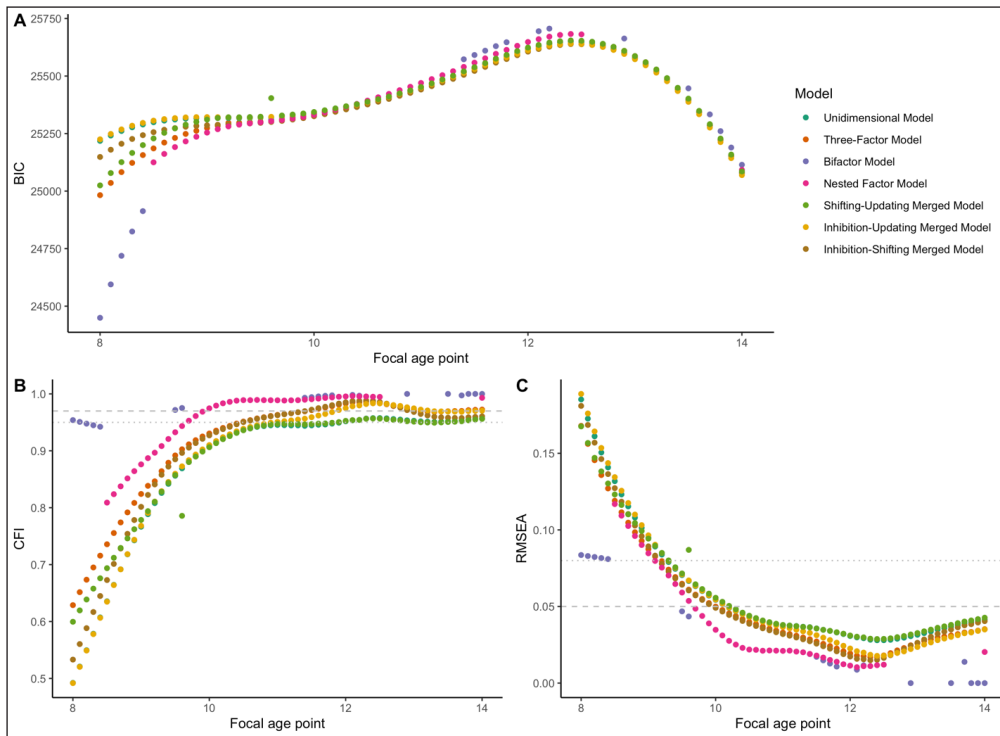 A
25750
25500
25250
25000
24750
24500
BIC
8
10
12
14
Focal age point
Model
Unidimensional Model
Three-Factor Model
Bifactor Model
Nested Factor Model
Shifting-Updating Merged Model
Inhibition-Updating Merged Model
Inhibition-Shifting Merged Model
B
1.0
0.9
0.8
0.7
0.6
0.5
CFI
8
10
12
14
Focal age point
C
0.15
0.10
0.05
0.00
RMSEA
8
10
12
14
Focal age point